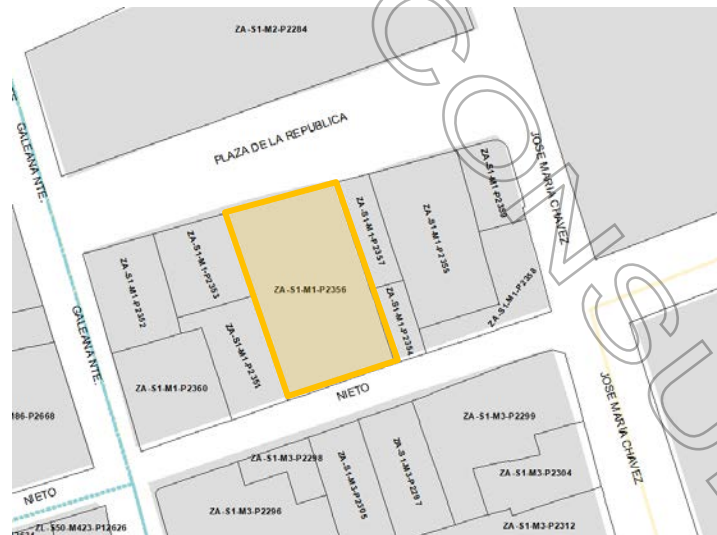 ZA-S1-M2-P2284
PLAZA DE LA REPUBLICA
GALEANA NTE.
JOSE MARIA CHAVEZ
ZA-S1-M1-P2359
ZA-S1-M1-P2357
ZA-S1-M1-P2355
ZA-S1-M1-P2353
ZA-S1-M1-P2352
ZA-S1-M1-P2356
ZA-S1-M1-P2358
ZA-S1-M1-P2354
ZA-S1-M1-P2351
GALEANA NTE.
ZA-S1-M1-P2360
NIETO
JOSE MARIA CHAVEZ
ZA-S1-M3-P2299
186-P2668
ZA-S1-M3-P2298
ZA-S1-M3-P2305
ZA-S1-M3-P2297
ZA-S1-M3-P2304
NIETO
ZA-S1-M3-P2296
ZL-S50-M423-P12626
ZA-S1-M3-P2312
CONSU